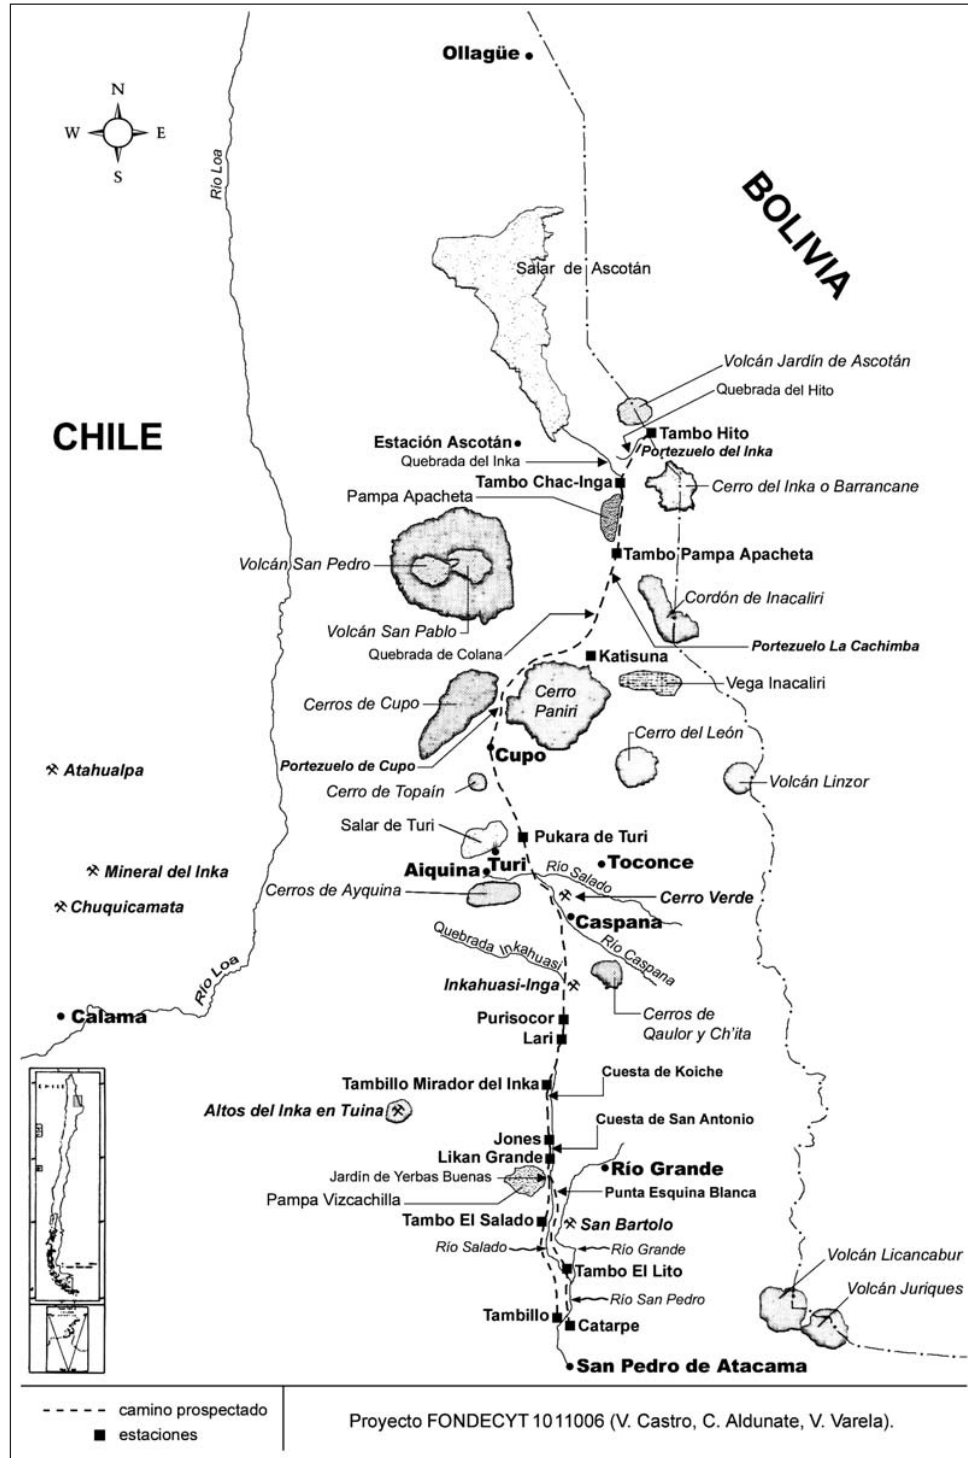 Ollagüe
N
W
E
S
Río Loa
BOLIVIA
Salar de Ascotán
Volcán Jardín de Ascotán
Quebrada del Hito
CHILE
Tambo Hito
Estación Ascotán
Portezuelo del Inka
Quebrada del Inka
Tambo Chac-Inga
Cerro del Inka o Barrancane
Pampa Apacheta
Tambo Pampa Apacheta
Volcán San Pedro
Cordón de Inacaliri
Volcán San Pablo
Portezuelo La Cachimba
Quebrada de Colana
Katisuna
Vega Inacaliri
Cerros de Cupo
Cerro
Paniri
Cerro del León
Cupo
Portezuelo de Cupo
Atahualpa
Volcán Linzor
Cerro de Topaín
Salar de Turi
Pukara de Turi
Turi
Toconce
Mineral del Inka
Aiquina
Río Salado
Cerros de Ayquina
Cerro Verde
Chuquicamata
Caspana
Quebrada Inkahuasi
Río Caspana
Río Loa
Inkahuasi-Inga
Calama
Purisocor
Cerros de
Qaulor y Ch'ita
Lari
Cuesta de Koiche
Tambillo Mirador del Inka
CHILE
Altos del Inka en Tuina
Cuesta de San Antonio
Jones
Likan Grande
Río Grande
Jardín de Yerbas Buenas
Punta Esquina Blanca
Pampa Vizcachilla
Tambo El Salado
San Bartolo
Río Salado
Río Grande
Volcán Licancabur
Tambo El Lito
Volcán Juriques
Río San Pedro
Tambillo
Catarpe
San Pedro de Atacama
camino prospectado
estaciones
Proyecto FONDECYT 1011006 (V. Castro, C. Aldunate, V. Varela).